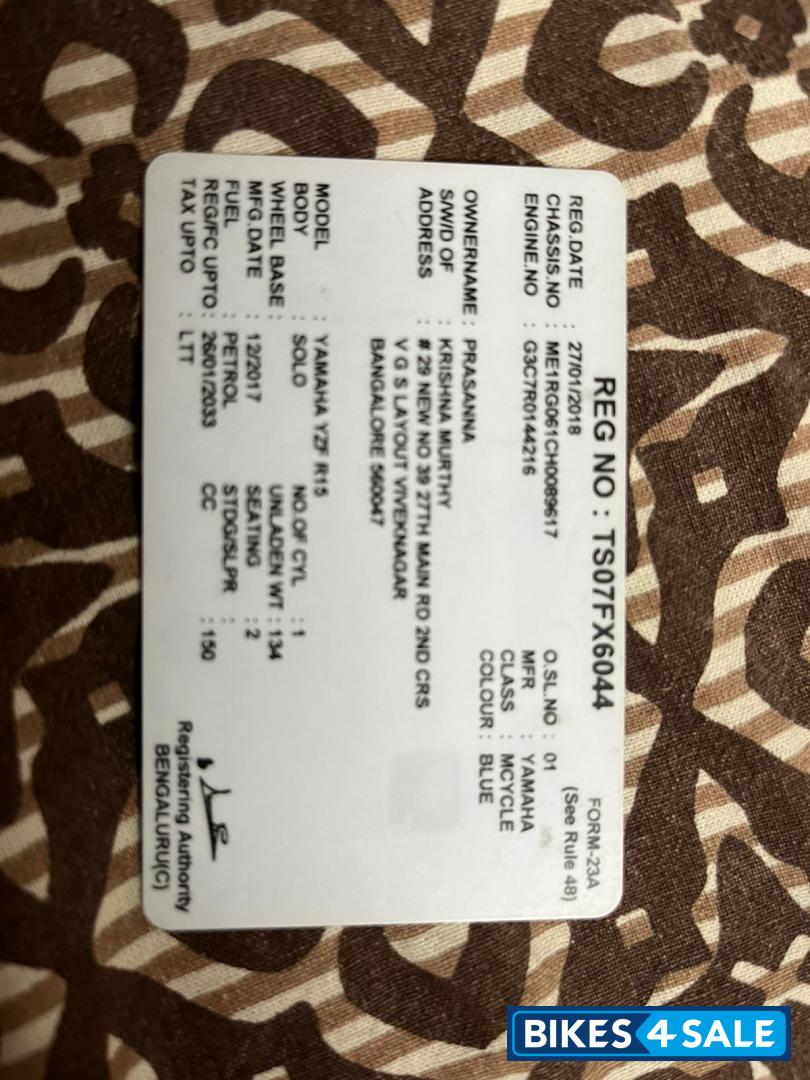 REG NO : TS07FX6044
FORM-23A
(See Rule 48)
REG.DATE : 27/01/2018
CHASSIS.NO : ME1RG061CH0089617 O.SL.NO : 01
ENGINE.NO : G3C7R0144216 MFR : YAMAHA
CLASS : MCYCLE
COLOUR : BLUE
OWNERNAME : PRASANNA
S/W/D OF : KRISHNA MURTHY
ADDRESS : # 29 NEW NO 39 27TH MAIN RD 2ND CRS
V G S LAYOUT VIVEKNAGAR
BANGALORE 560047
MODEL : YAMAHA YZF R15
BODY : SOLO NO.OF CYL : 1
WHEEL BASE : UNLADEN WT : 134
MFG.DATE : 12/2017 SEATING : 2
FUEL : PETROL STDG/SLPR :
REG/FC UPTO : 26/01/2033 CC : 150
TAX UPTO : LTT
Registering Authority
BENGALURU(C)
BIKES4SALE